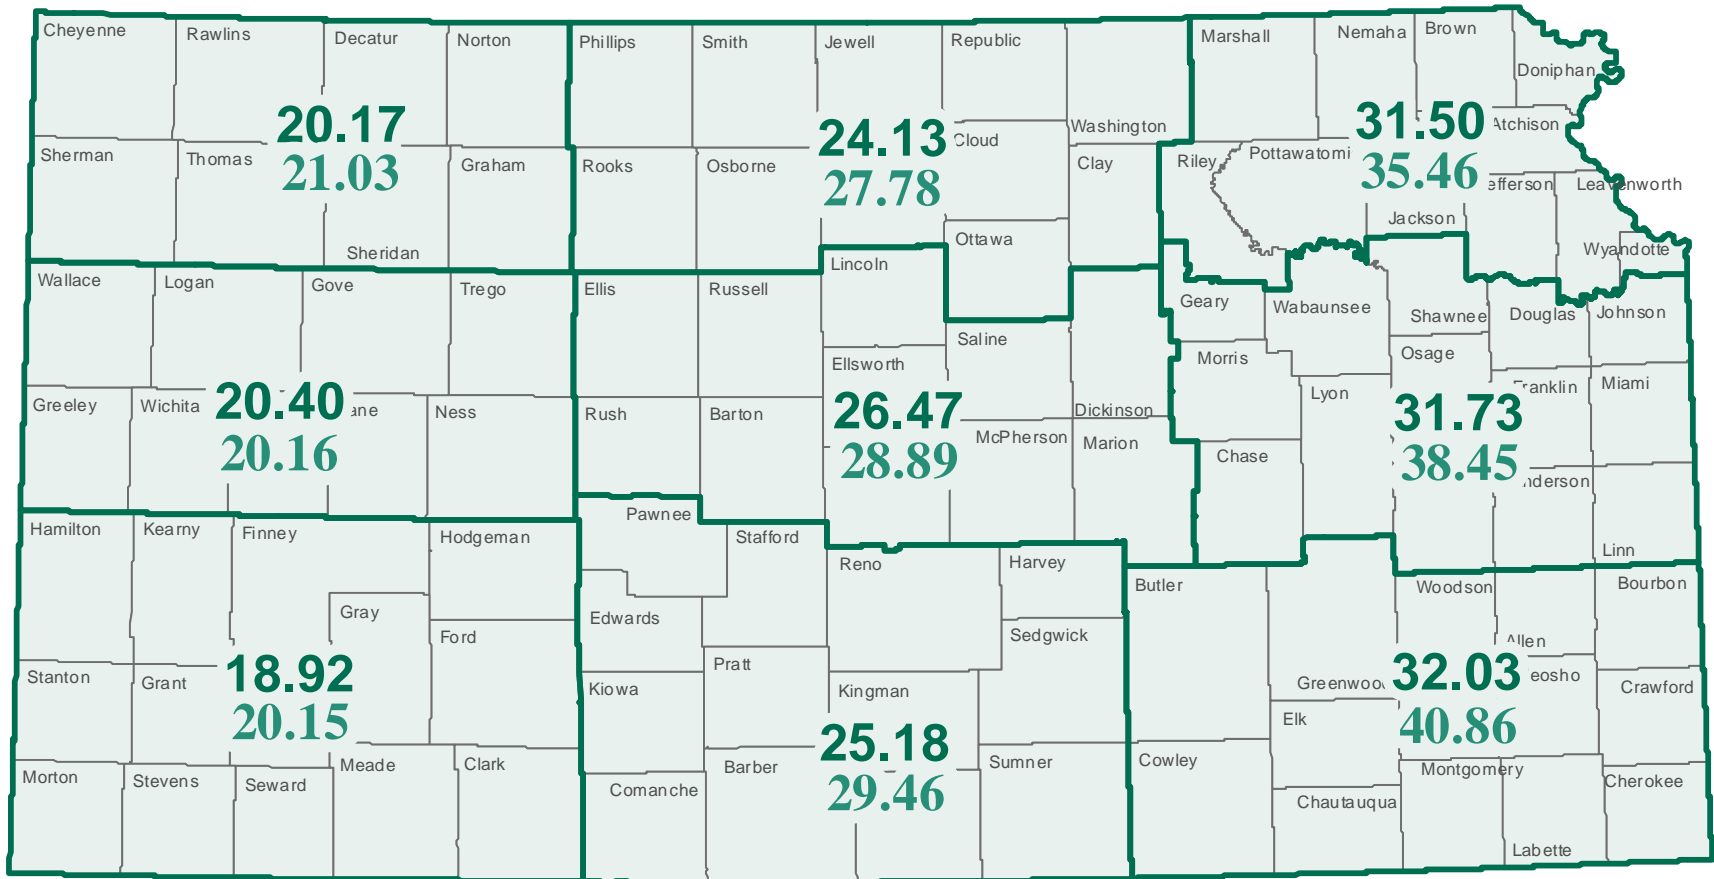 Cheyenne
Rawlins
Decatur
Norton
Phillips
Smith
Jewell
Republic
Marshall
Nemaha
Brown
Doniphan
20.17
21.03
24.13
27.78
31.50
35.46
Washington
Atchison
Cloud
Sherman
Thomas
Graham
Rooks
Osborne
Clay
Riley
Pottawatomi
efferson
Leavenworth
Jackson
Sheridan
Ottawa
Wyandotte
Wallace
Logan
Gove
Trego
Ellis
Russell
Lincoln
Geary
Wabaunsee
Shawnee
Douglas
Johnson
Saline
Ellsworth
Morris
Osage
Greeley
Wichita
20.40
20.16
ane
Ness
Rush
Barton
26.47
28.89
Dickinson
McPherson
Marion
Lyon
31.73
38.45
Franklin
Miami
Chase
nderson
Linn
Hamilton
Kearny
Finney
Hodgeman
Pawnee
Stafford
Reno
Harvey
Butler
Woodson
Bourbon
Gray
Ford
Edwards
Sedgwick
Allen
Stanton
Grant
18.92
20.15
Kiowa
Pratt
Kingman
Greenwood
32.03
40.86
eosho
Crawford
Elk
25.18
29.46
Morton
Stevens
Seward
Meade
Clark
Comanche
Barber
Sumner
Cowley
Chautauqua
Montgomery
Cherokee
Labette